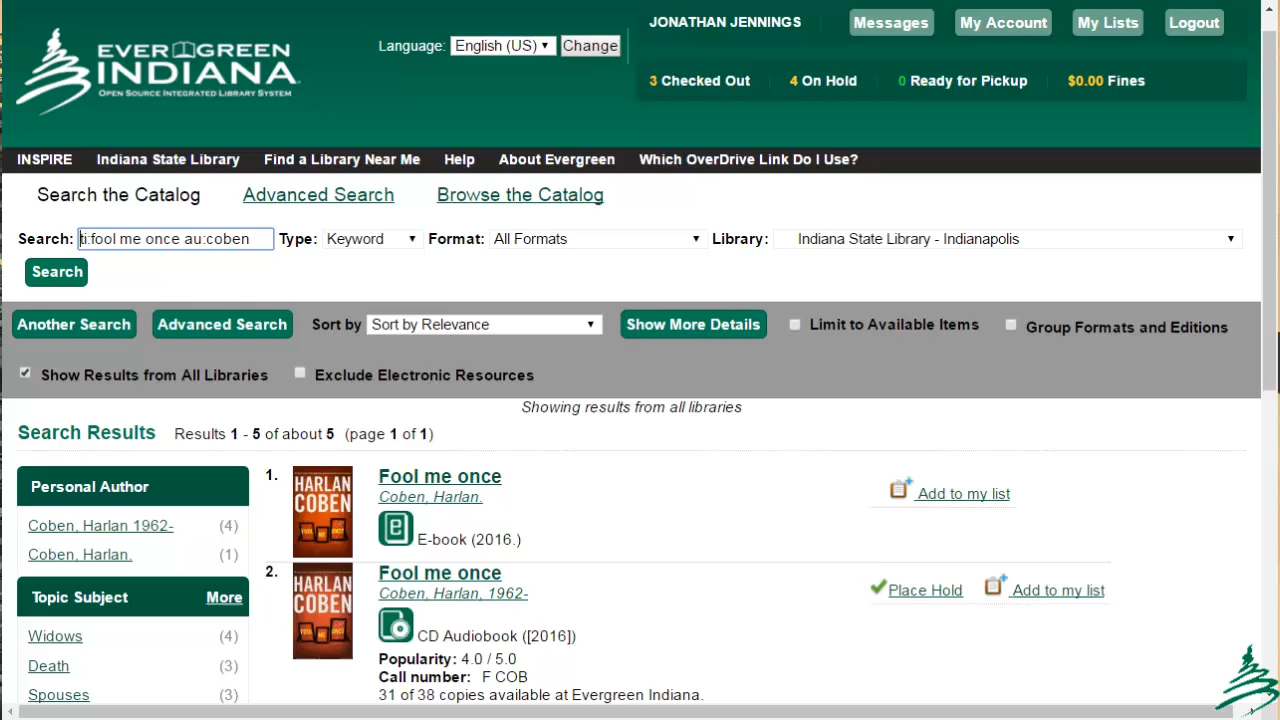 JONATHAN JENNINGS
Messages
My Account
My Lists
Logout
EVERGREEN
INDIANA
OPEN SOURCE INTEGRATED LIBRARY SYSTEM
Language: English (US) Change
3 Checked Out
4 On Hold
0 Ready for Pickup
$0.00 Fines
INSPIRE Indiana State Library Find a Library Near Me Help About Evergreen Which OverDrive Link Do I Use?
Search the Catalog Advanced Search Browse the Catalog
Search: ti:fool me once au:coben Type: Keyword Format: All Formats Library: Indiana State Library - Indianapolis
Search
Another Search Advanced Search Sort by Sort by Relevance Show More Details Limit to Available Items Group Formats and Editions
Show Results from All Libraries Exclude Electronic Resources
Showing results from all libraries
Search Results Results 1 - 5 of about 5 (page 1 of 1)
Personal Author
Coben, Harlan 1962- (4)
Coben, Harlan. (1)
Topic Subject More
Widows (4)
Death (3)
Spouses (3)
1.
HARLAN
COBEN
Fool me once
Coben, Harlan.
E-book (2016.)
Add to my list
2.
HARLAN
COBEN
Fool me once
Coben, Harlan, 1962-
CD Audiobook ([2016])
Popularity: 4.0 / 5.0
Call number: F COB
31 of 38 copies available at Evergreen Indiana.
Place Hold Add to my list